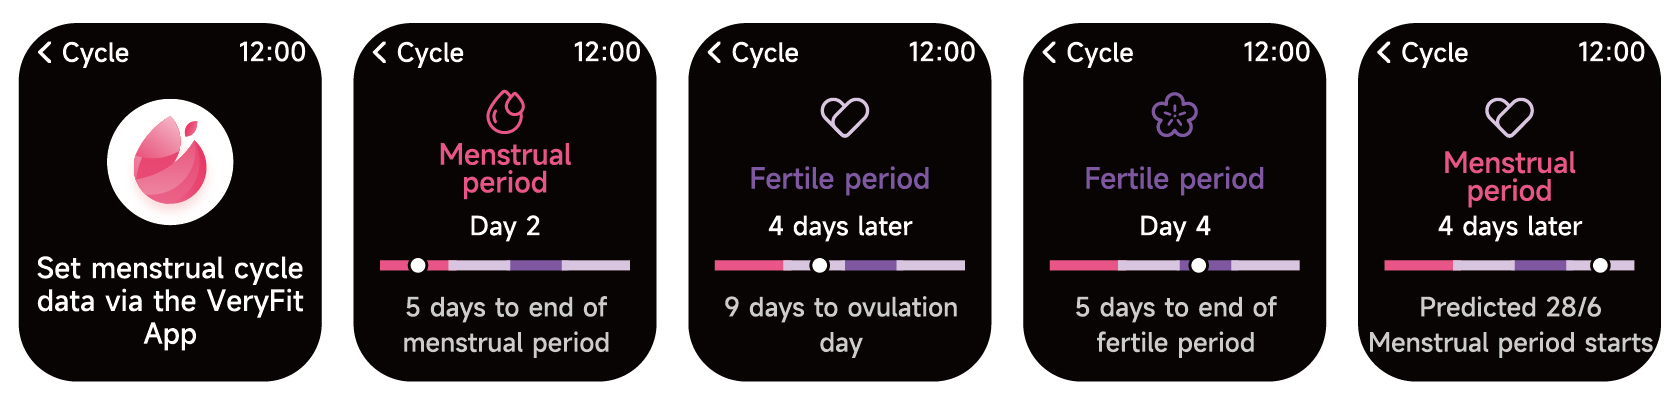 Cycle 12:00
Set menstrual cycle
data via the VeryFit
App
Cycle 12:00
Menstrual
period
Day 2
5 days to end of
menstrual period
Cycle 12:00
Fertile period
4 days later
9 days to ovulation
day
Cycle 12:00
Fertile period
Day 4
5 days to end of
fertile period
Cycle 12:00
Menstrual
period
4 days later
Predicted 28/6
Menstrual period starts